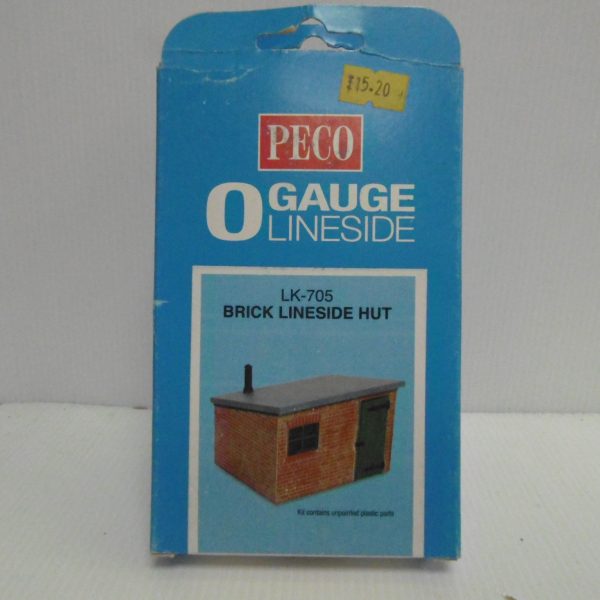 £15.20
PECO
O GAUGE
LINESIDE
LK-705
BRICK LINESIDE HUT
Kit contains unpainted plastic parts